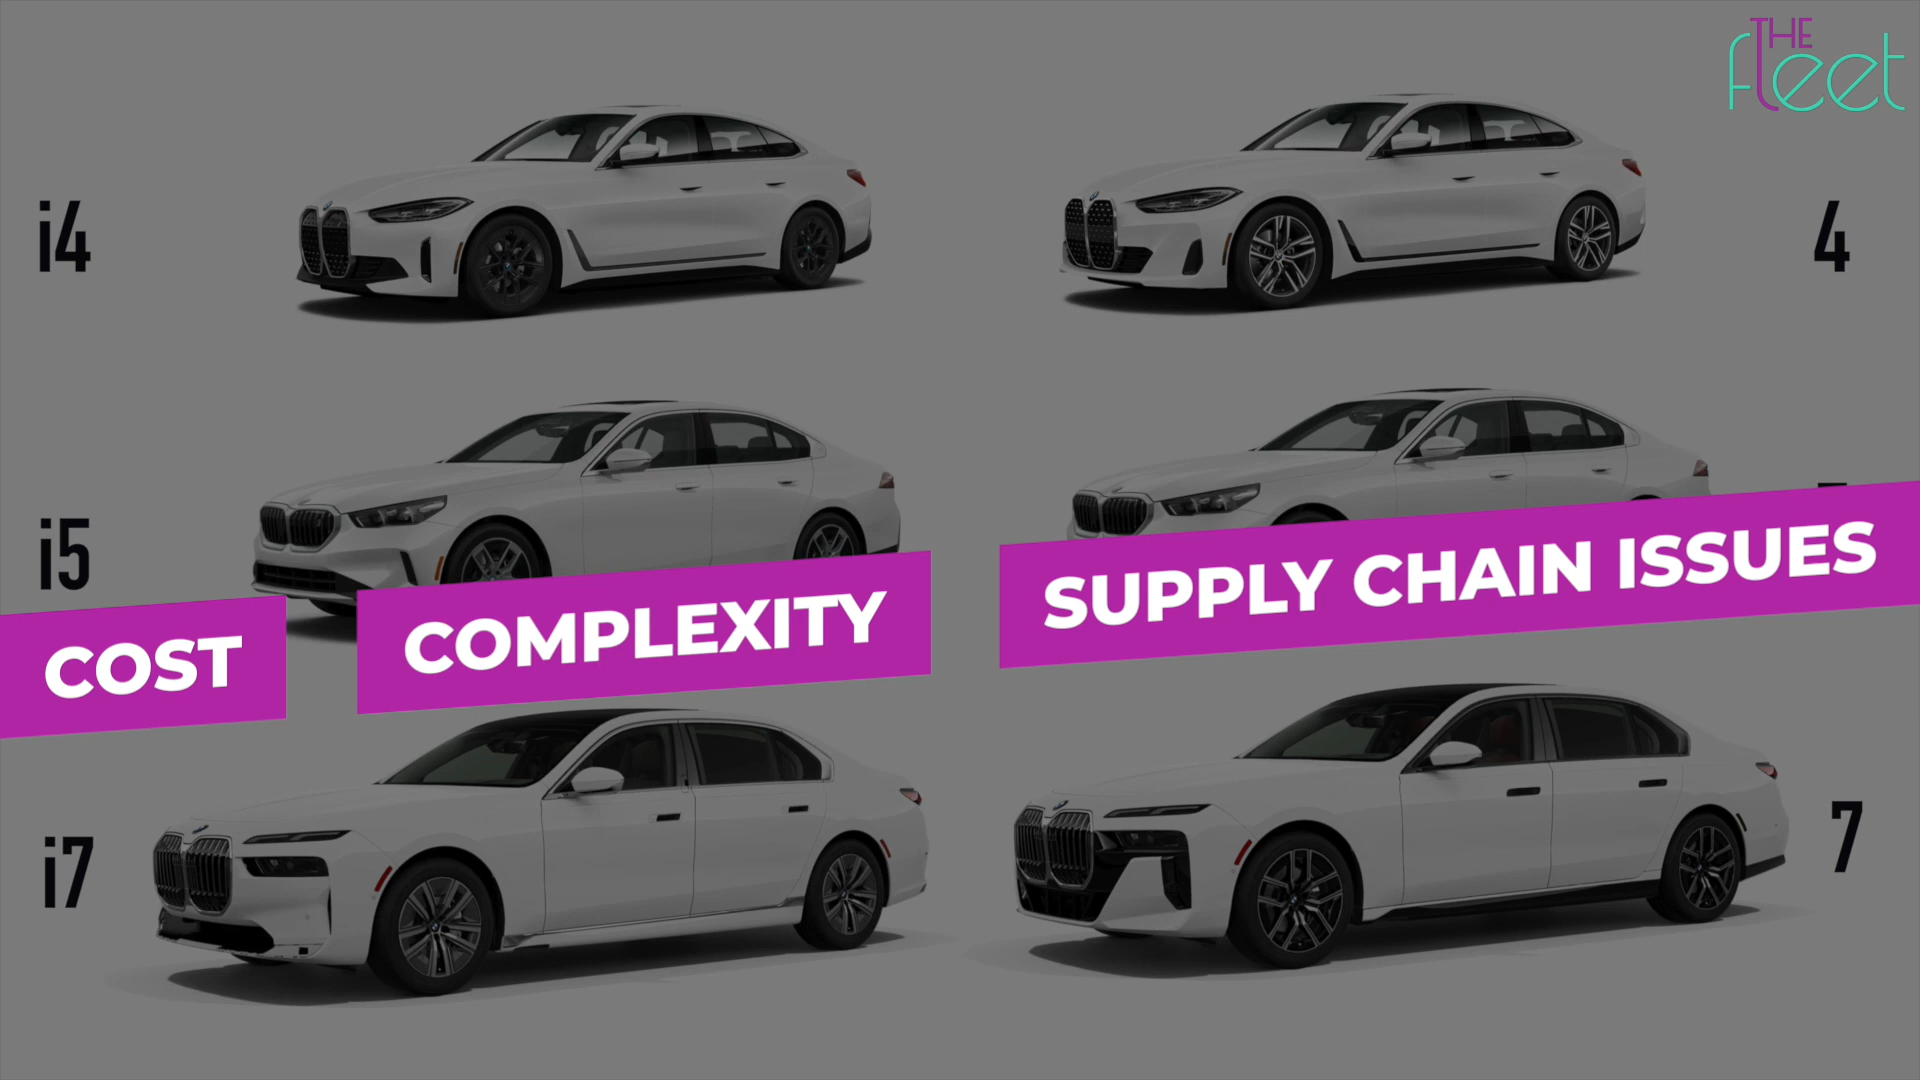 THE
fleet
i4
4
i5
COST
COMPLEXITY
SUPPLY CHAIN ISSUES
i7
7